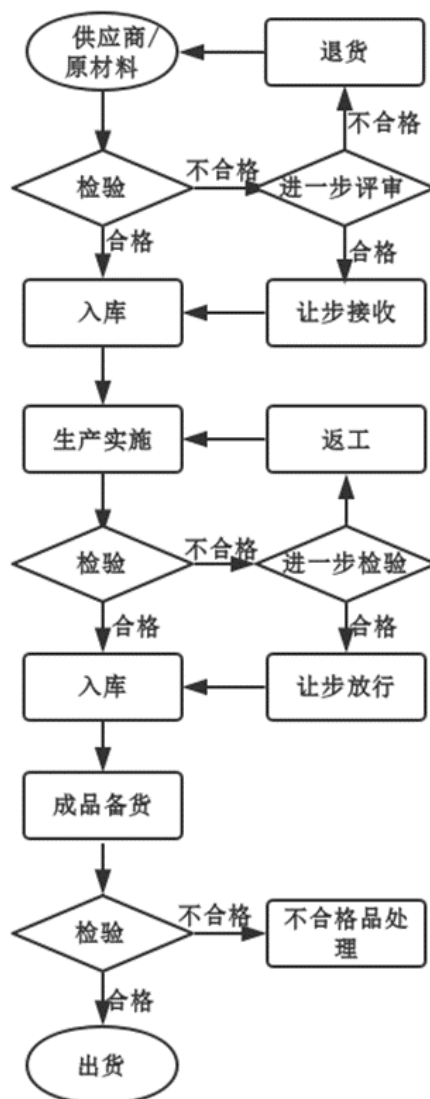 供应商/
原材料
退货
不合格
检验
不合格
进一步评审
合格
合格
入库
让步接收
生产实施
返工
检验
不合格
进一步检验
合格
合格
入库
让步放行
成品备货
检验
不合格
不合格品处
理
合格
出货